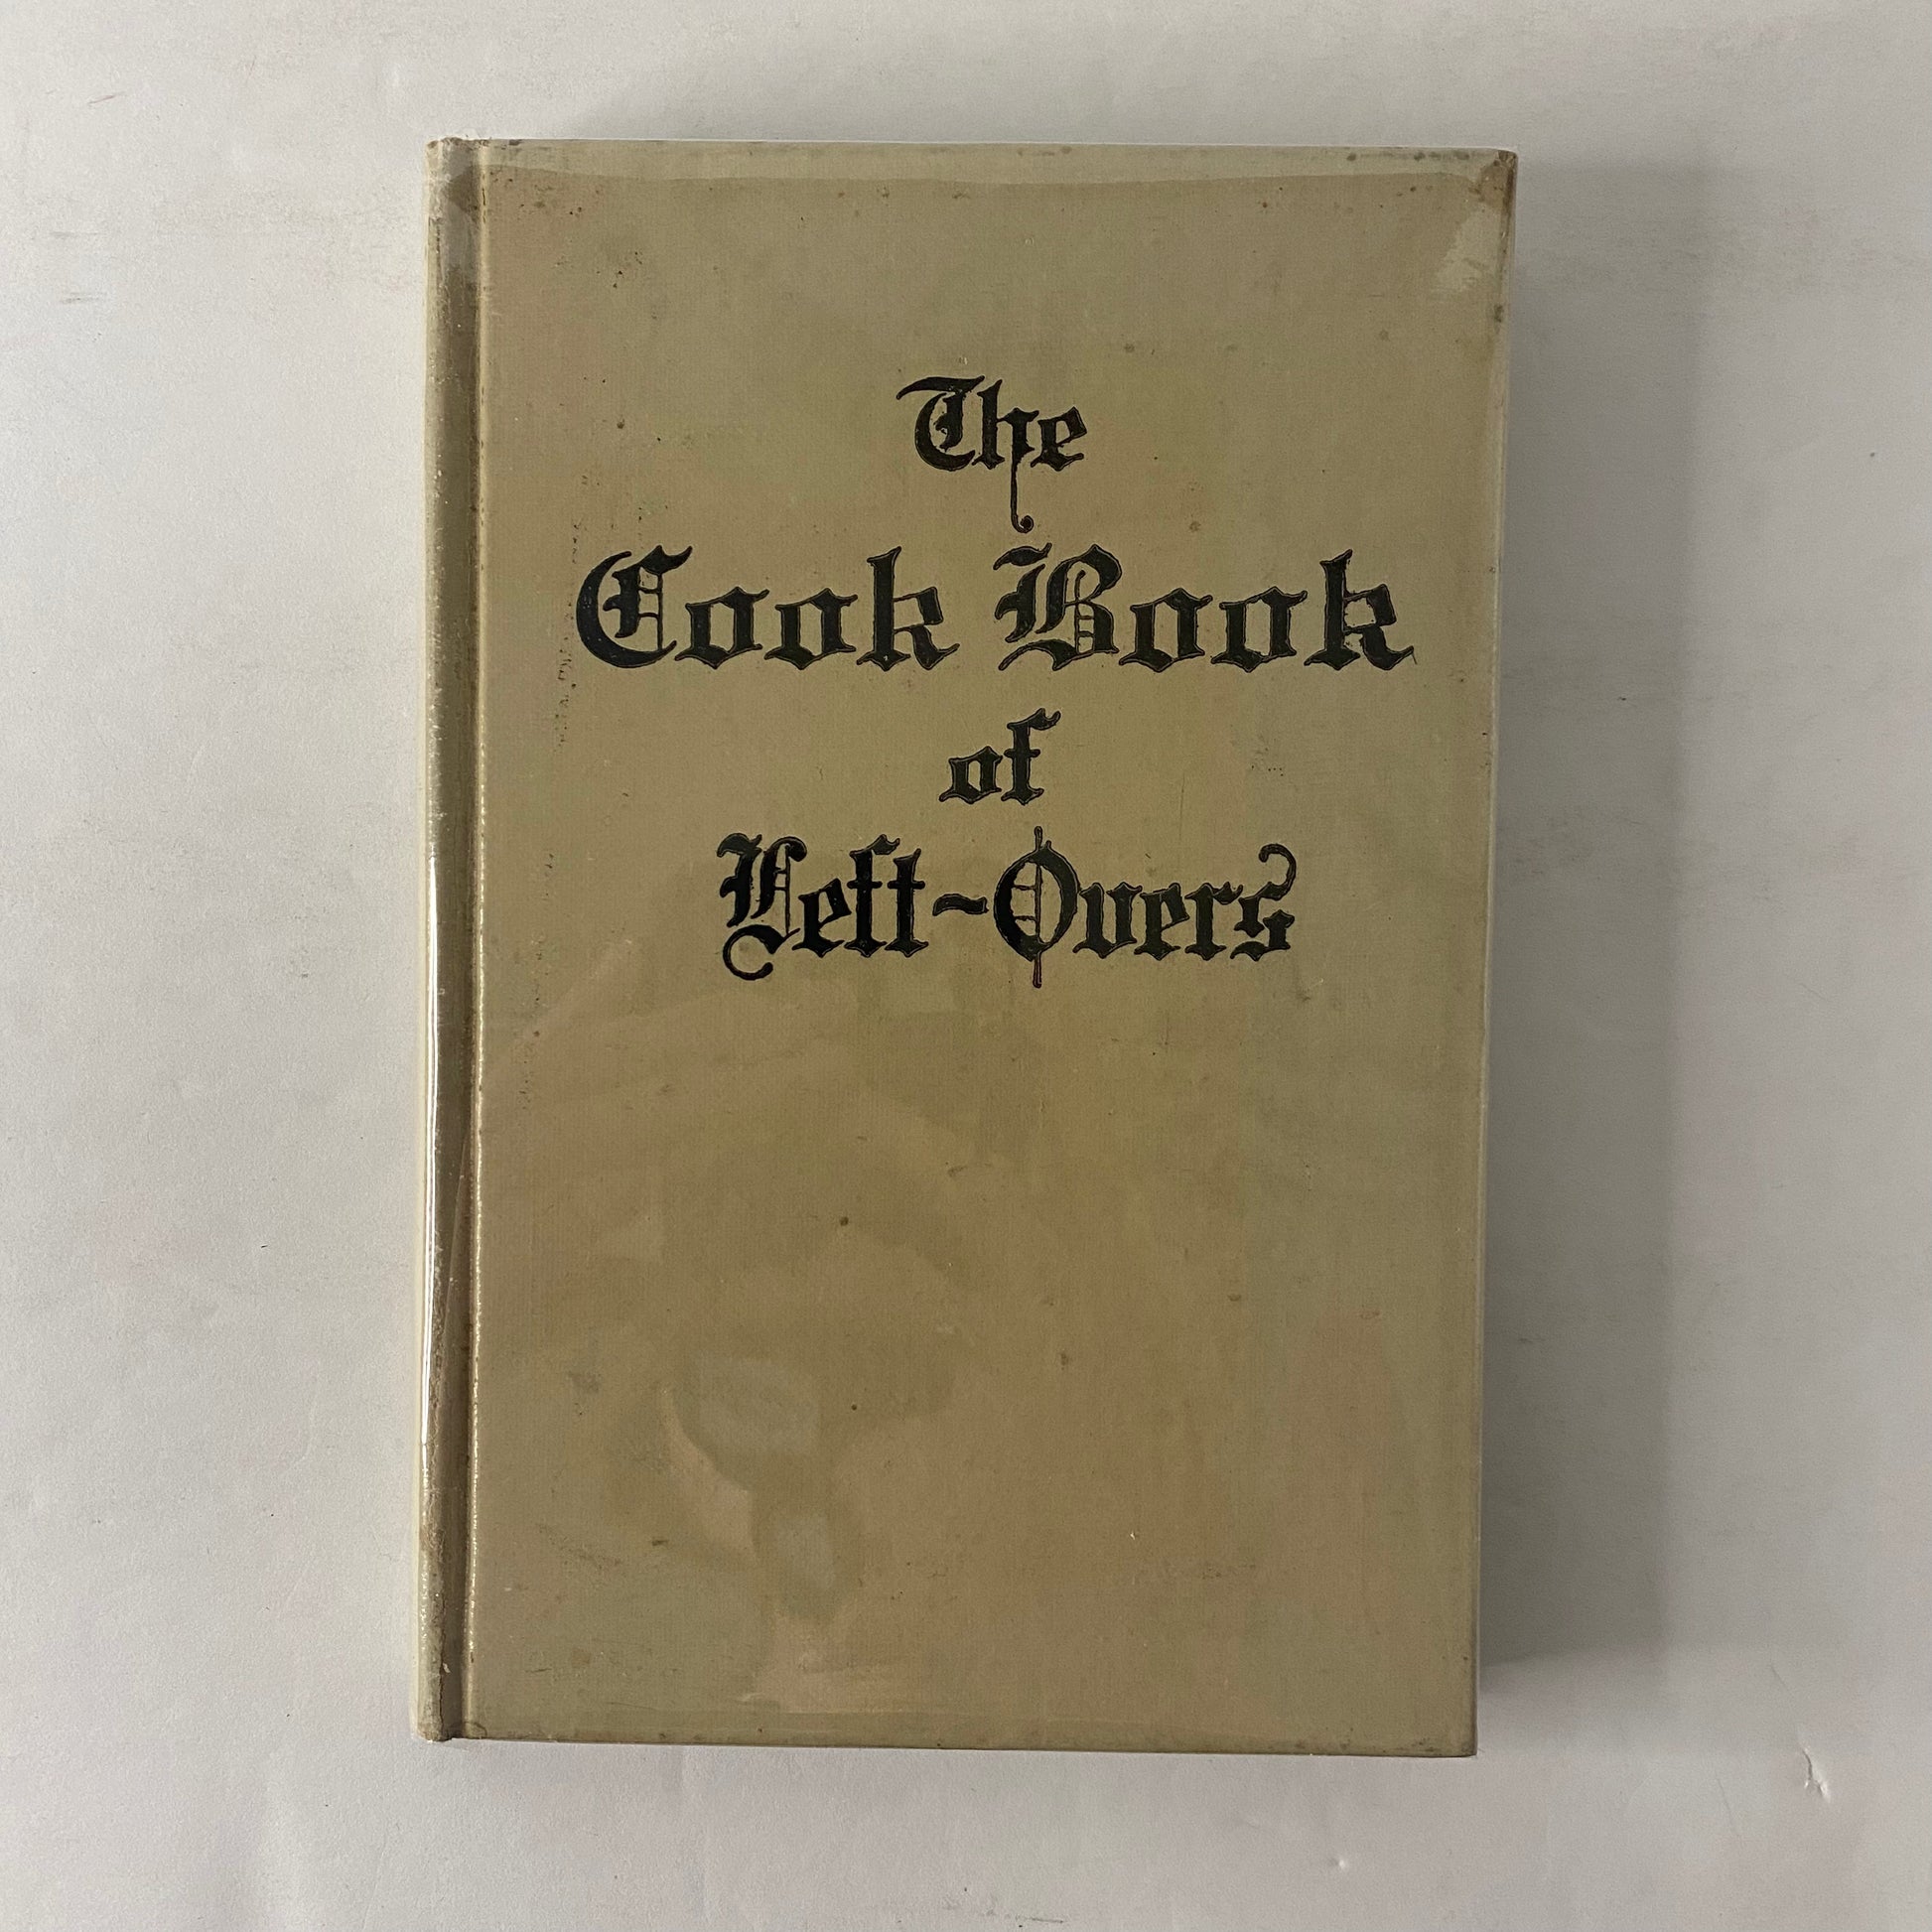 The
Cook Book
of
Left-Overs